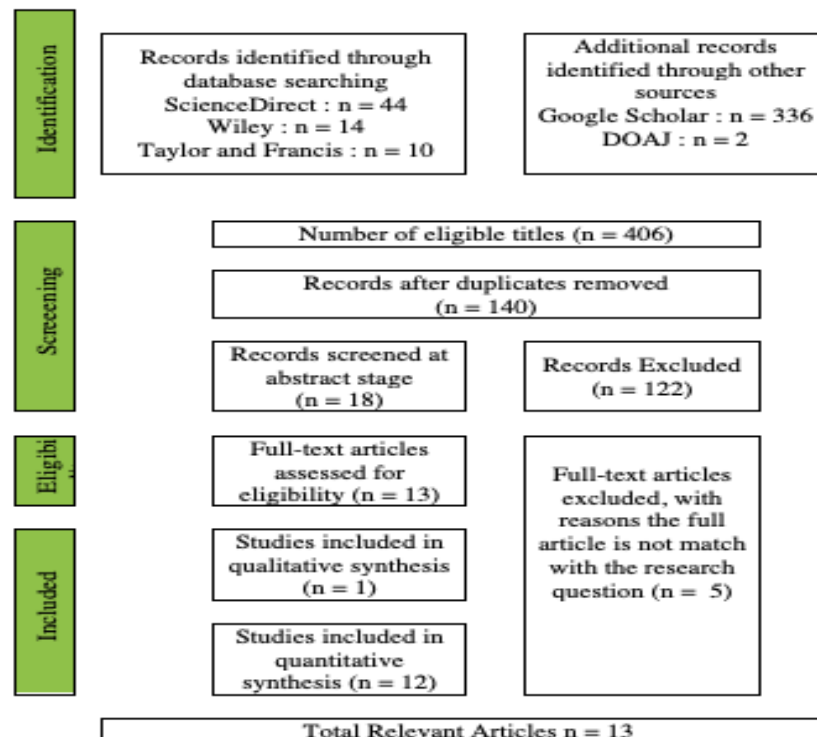 Identification
Records identified through
database searching
ScienceDirect : n = 44
Wiley : n = 14
Taylor and Francis : n = 10
Additional records
identified through other
sources
Google Scholar : n = 336
DOAJ : n = 2
Screeening
Number of eligible titles (n = 406)
Records after duplicates removed
(n = 140)
Records screened at
abstract stage
(n = 18)
Records Excluded
(n = 122)
Eligibi
Full-text articles
assessed for
eligibility (n = 13)
Full-text articles
excluded, with
reasons the full
article is not match
with the research
question (n = 5)
Included
Studies included in
qualitative synthesis
(n = 1)
Studies included in
quantitative
synthesis (n = 12)
Total Relevant Articles n = 13